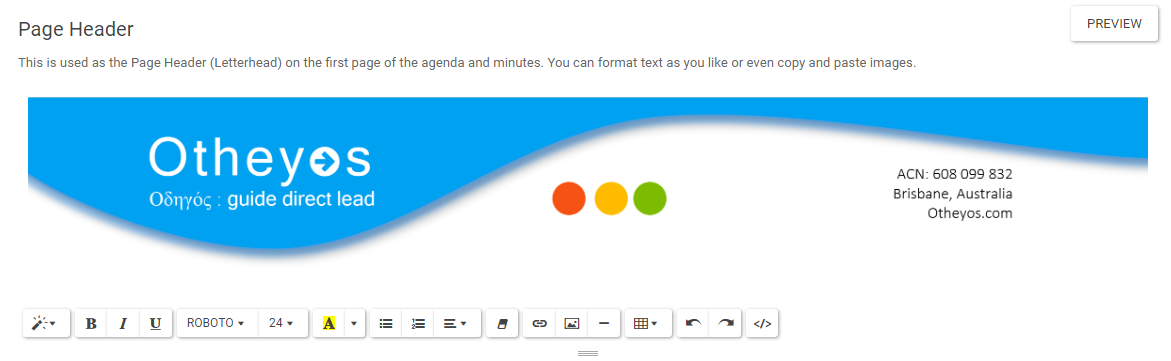 Page Header
PREVIEW
This is used as the Page Header (Letterhead) on the first page of the agenda and minutes. You can format text as you like or even copy and paste images.
Otheyos
Οδηγός : guide direct lead
ACN: 608 099 832
Brisbane, Australia
Otheyos.com
B I U ROBOTO 24 A </>